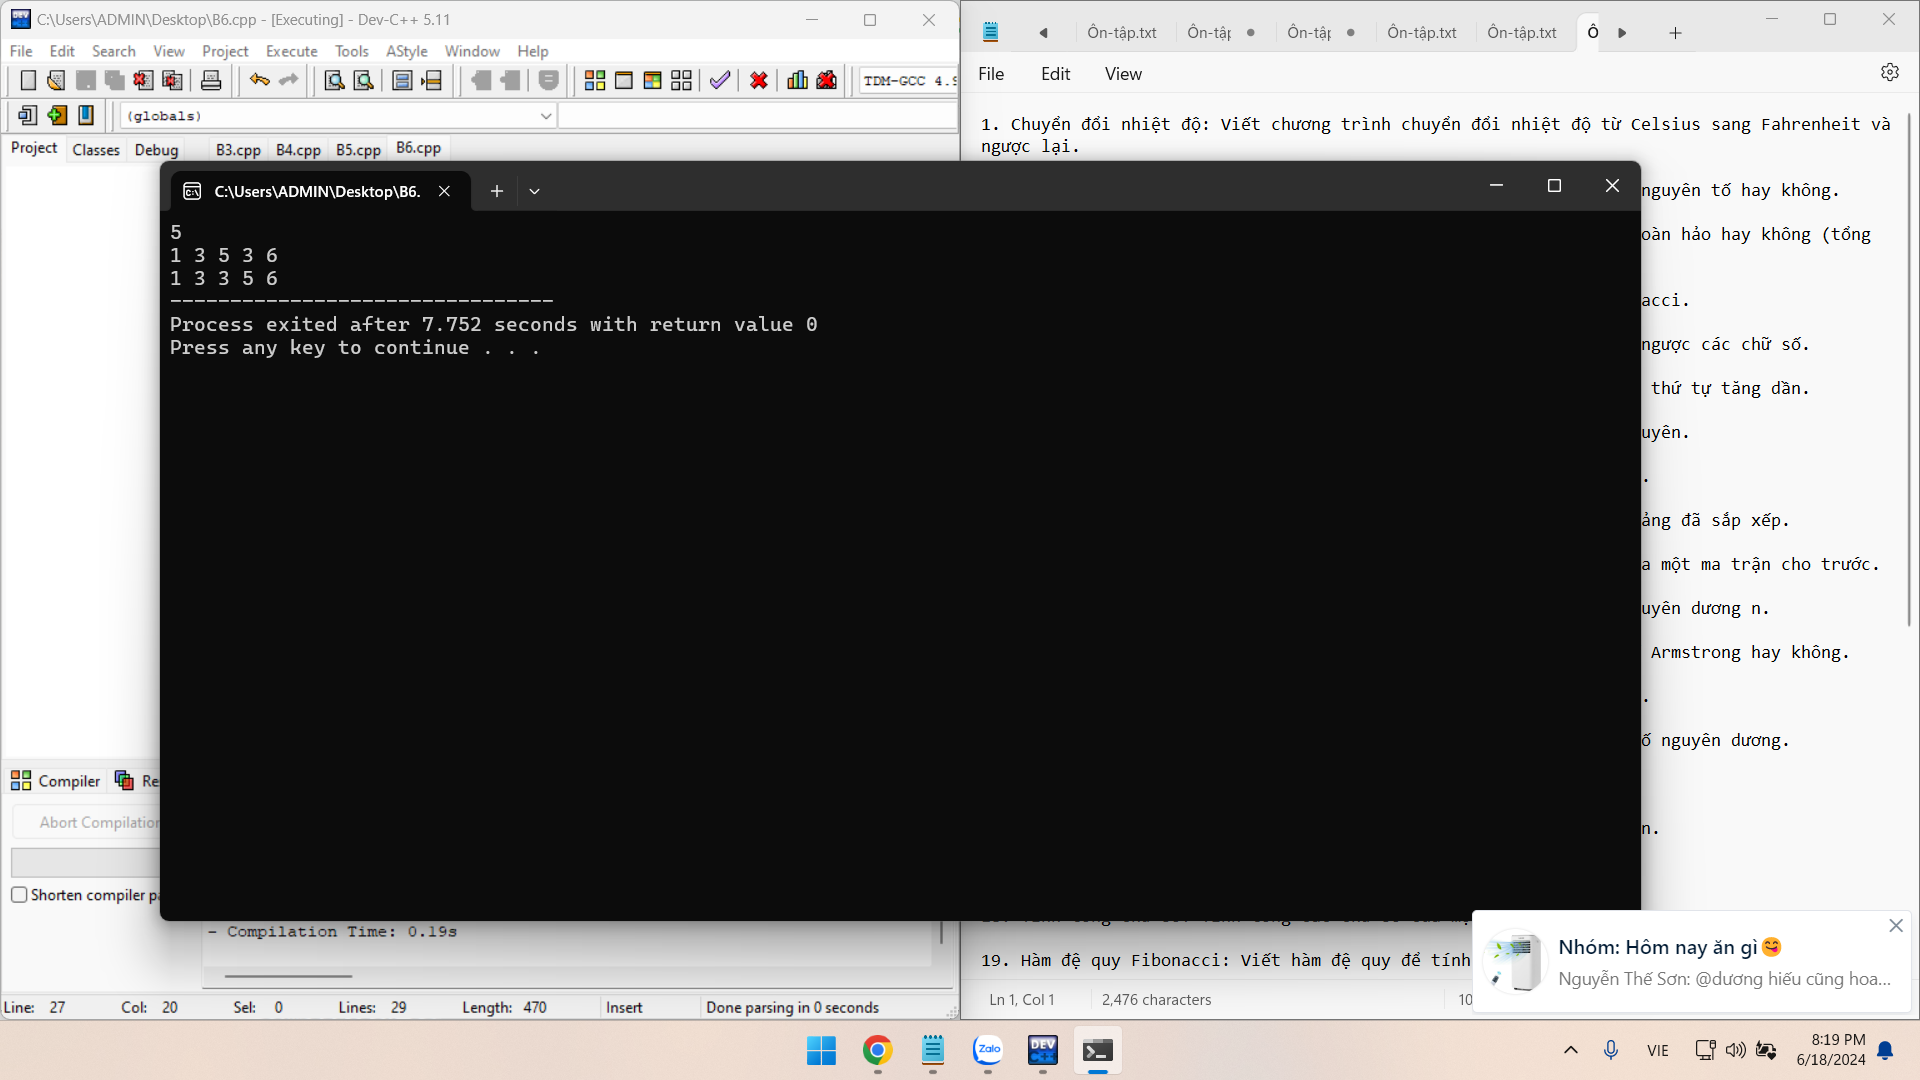 C:\Users\ADMIN\Desktop\B6.cpp - [Executing] - Dev-C++ 5.11
File Edit Search View Project Execute Tools AStyle Window Help
TDM-GCC 4.9
(globals)
Project Classes Debug
B3.cpp B4.cpp B5.cpp B6.cpp
C:\Users\ADMIN\Desktop\B6.
5
1 3 5 3 6
1 3 3 5 6
--------------------------------
Process exited after 7.752 seconds with return value 0
Press any key to continue . . .
Compiler
Abort Compilation
Shorten compiler pa
- Compilation Time: 0.19s
Line: 27 Col: 20 Sel: 0 Lines: 29 Length: 470 Insert Done parsing in 0 seconds
Ôn-tập.txt Ôn-tậ Ôn-tậ Ôn-tập.txt Ôn-tập.txt Ô
File Edit View
1. Chuyển đổi nhiệt độ: Viết chương trình chuyển đổi nhiệt độ từ Celsius sang Fahrenheit và
ngược lại.
nguyên tố hay không.
oàn hảo hay không (tổng
acci.
ngược các chữ số.
thứ tự tăng dần.
uyên.
.
ảng đã sắp xếp.
a một ma trận cho trước.
uyên dương n.
Armstrong hay không.
.
ố nguyên dương.
n.
19. Hàm đệ quy Fibonacci: Viết hàm đệ quy để tính
Ln 1, Col 1 2,476 characters 10
Nhóm: Hôm nay ăn gì😋
Nguyễn Thế Sơn: @dương hiếu cũng hoa...
Zalo
DEV C++
VIE
8:19 PM
6/18/2024